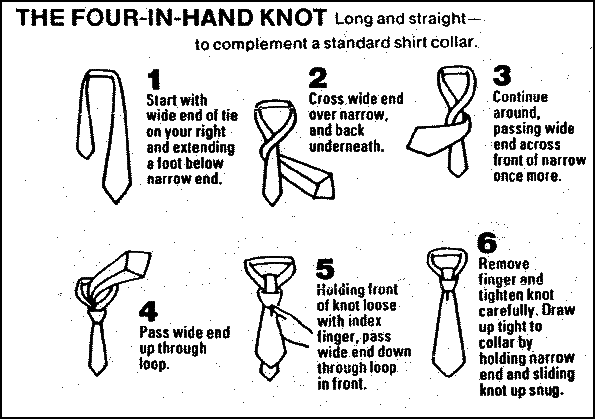 THE FOUR-IN-HAND KNOT Long and straight—
to complement a standard shirt collar.
1
Start with
wide end of tie
on your right
and extending
a foot below
narrow end.
2
Cross wide end
over narrow,
and back
underneath.
3
Continue
around,
passing wide
end across
front of narrow
once more.
4
Pass wide end
up through
loop.
5
Holding front
of knot loose
with index
finger, pass
wide end down
through loop
in front.
6
Remove
finger and
tighten knot
carefully. Draw
up tight to
collar by
holding narrow
end and sliding
knot up snug.